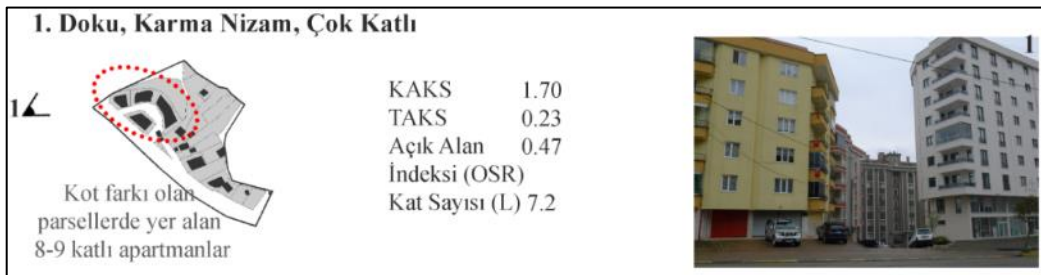 1. Doku, Karma Nizam, Çok Katlı
1
Kot farkı olan
parsellerde yer alan
8-9 katlı apartmanlar
KAKS 1.70
TAKS 0.23
Açık Alan 0.47
İndeksi (OSR)
Kat Sayısı (L) 7.2
1